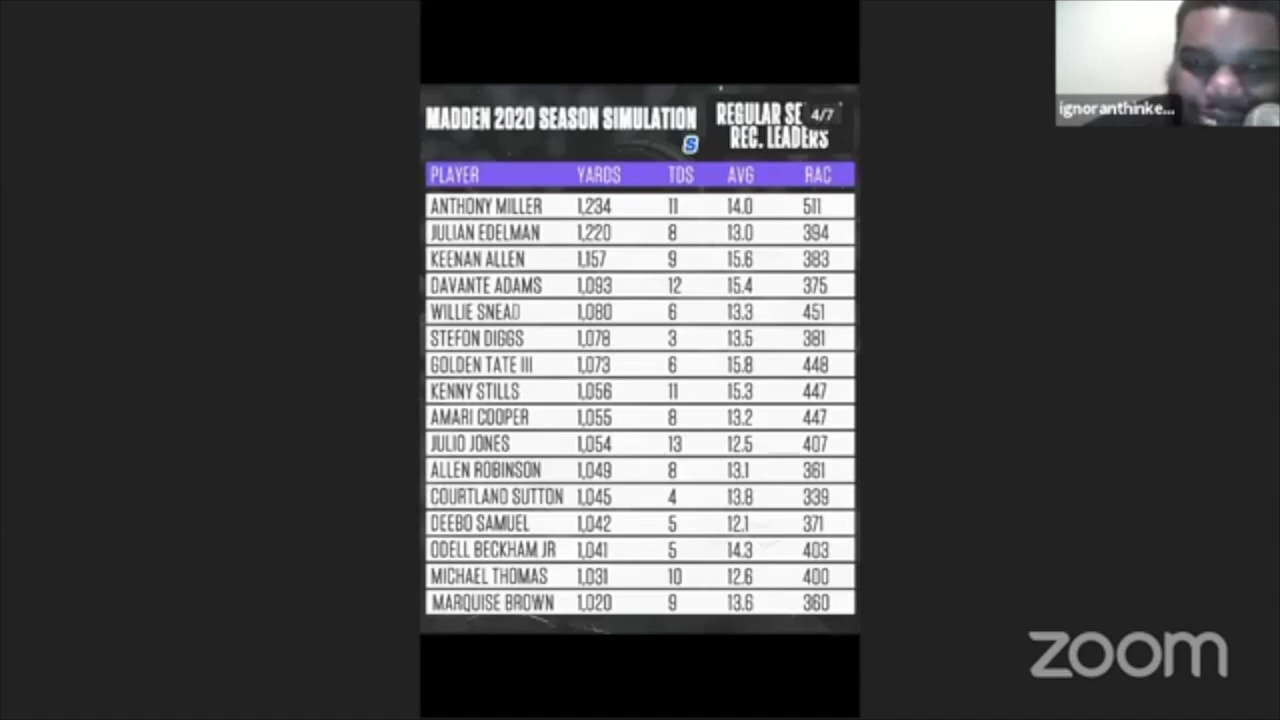 MADDEN 2020 SEASON SIMULATION
S
REGULAR SE 4/7
REC. LEADERS
PLAYER YARDS TDS AVG RAC
ANTHONY MILLER 1,234 11 14.0 511
JULIAN EDELMAN 1,220 8 13.0 394
KEENAN ALLEN 1,157 9 15.6 383
DAVANTE ADAMS 1,093 12 15.4 375
WILLIE SNEAD 1,080 6 13.3 451
STEFON DIGGS 1,078 3 13.5 381
GOLDEN TATE III 1,073 6 15.8 448
KENNY STILLS 1,056 11 15.3 447
AMARI COOPER 1,055 8 13.2 447
JULIO JONES 1,054 13 12.5 407
ALLEN ROBINSON 1,049 8 13.1 361
COURTLAND SUTTON 1,045 4 13.8 339
DEEBO SAMUEL 1,042 5 12.1 371
ODELL BECKHAM JR 1,041 5 14.3 403
MICHAEL THOMAS 1,031 10 12.6 400
MARQUISE BROWN 1,020 9 13.6 360
ignoranthinke...
zoom